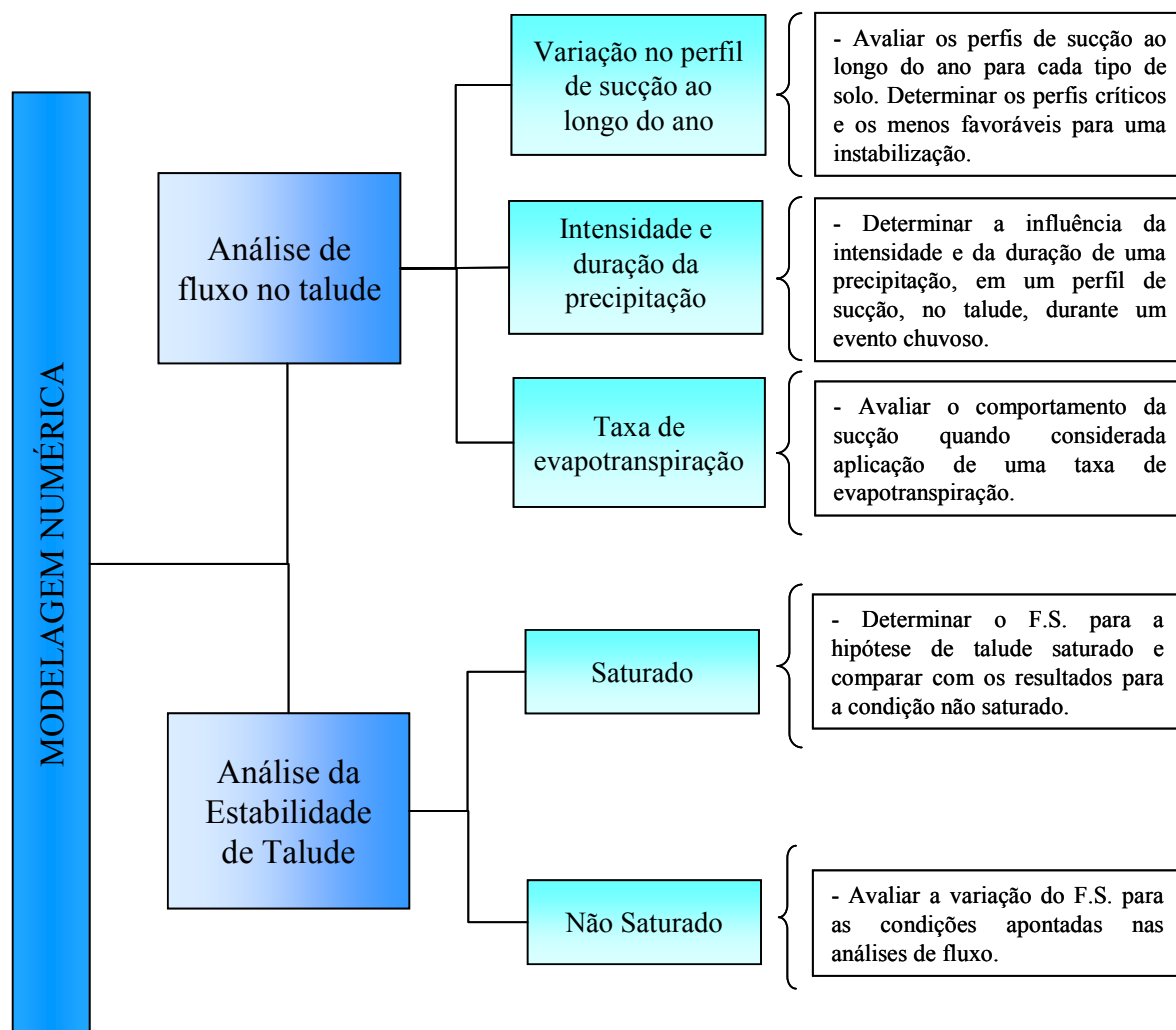 MODELAGEM NUMÉRICA
Análise de
fluxo no talude
Variação no perfil
de sucção ao
longo do ano
- Avaliar os perfis de sucção ao
longo do ano para cada tipo de
solo. Determinar os perfis críticos
e os menos favoráveis para uma
instabilização.
Intensidade e
duração da
precipitação
- Determinar a influência da
intensidade e da duração de uma
precipitação, em um perfil de
sucção, no talude, durante um
evento chuvoso.
Taxa de
evapotranspiração
- Avaliar o comportamento da
sucção quando considerada
aplicação de uma taxa de
evapotranspiração.
Análise da
Estabilidade
de Talude
Saturado
- Determinar o F.S. para a
hipótese de talude saturado e
comparar com os resultados para
a condição não saturado.
Não Saturado
- Avaliar a variação do F.S. para
as condições apontadas nas
análises de fluxo.